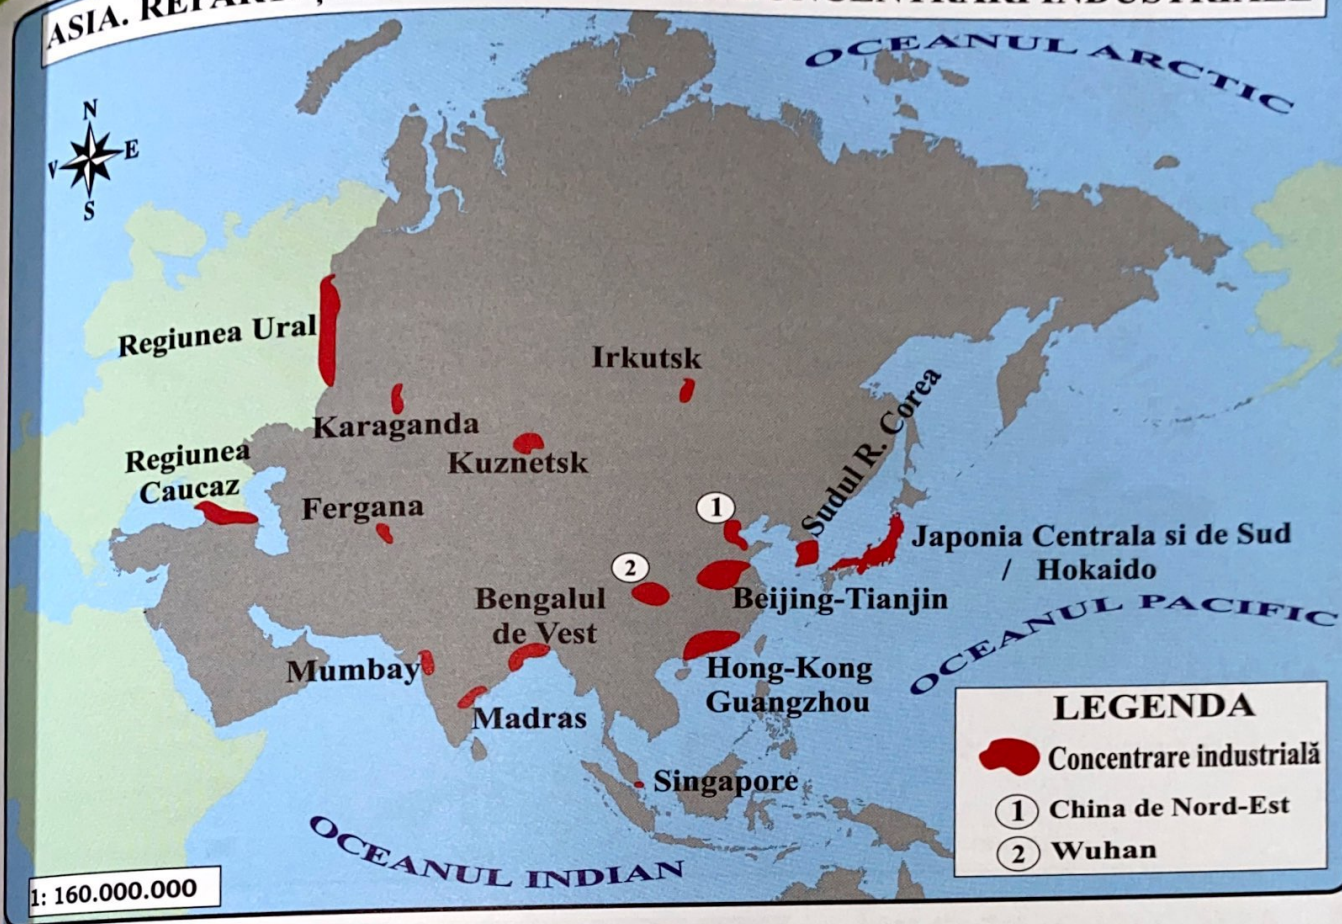 ASIA.
INDUSTRIALE
OCEANUL ARCTIC
N
V
E
S
Regiunea Ural
Irkutsk
Karaganda
Kuznetsk
Regiunea
Caucaz
Fergana
Sudul R. Corea
1
Japonia Centrala si de Sud
/ Hokaido
2
Bengalul
de Vest
Beijing-Tianjin
OCEANUL PACIFIC
Mumbay
Madras
Hong-Kong
Guangzhou
Singapore
OCEANUL INDIAN
LEGENDA
Concentrare industrială
1 China de Nord-Est
2 Wuhan
1: 160.000.000